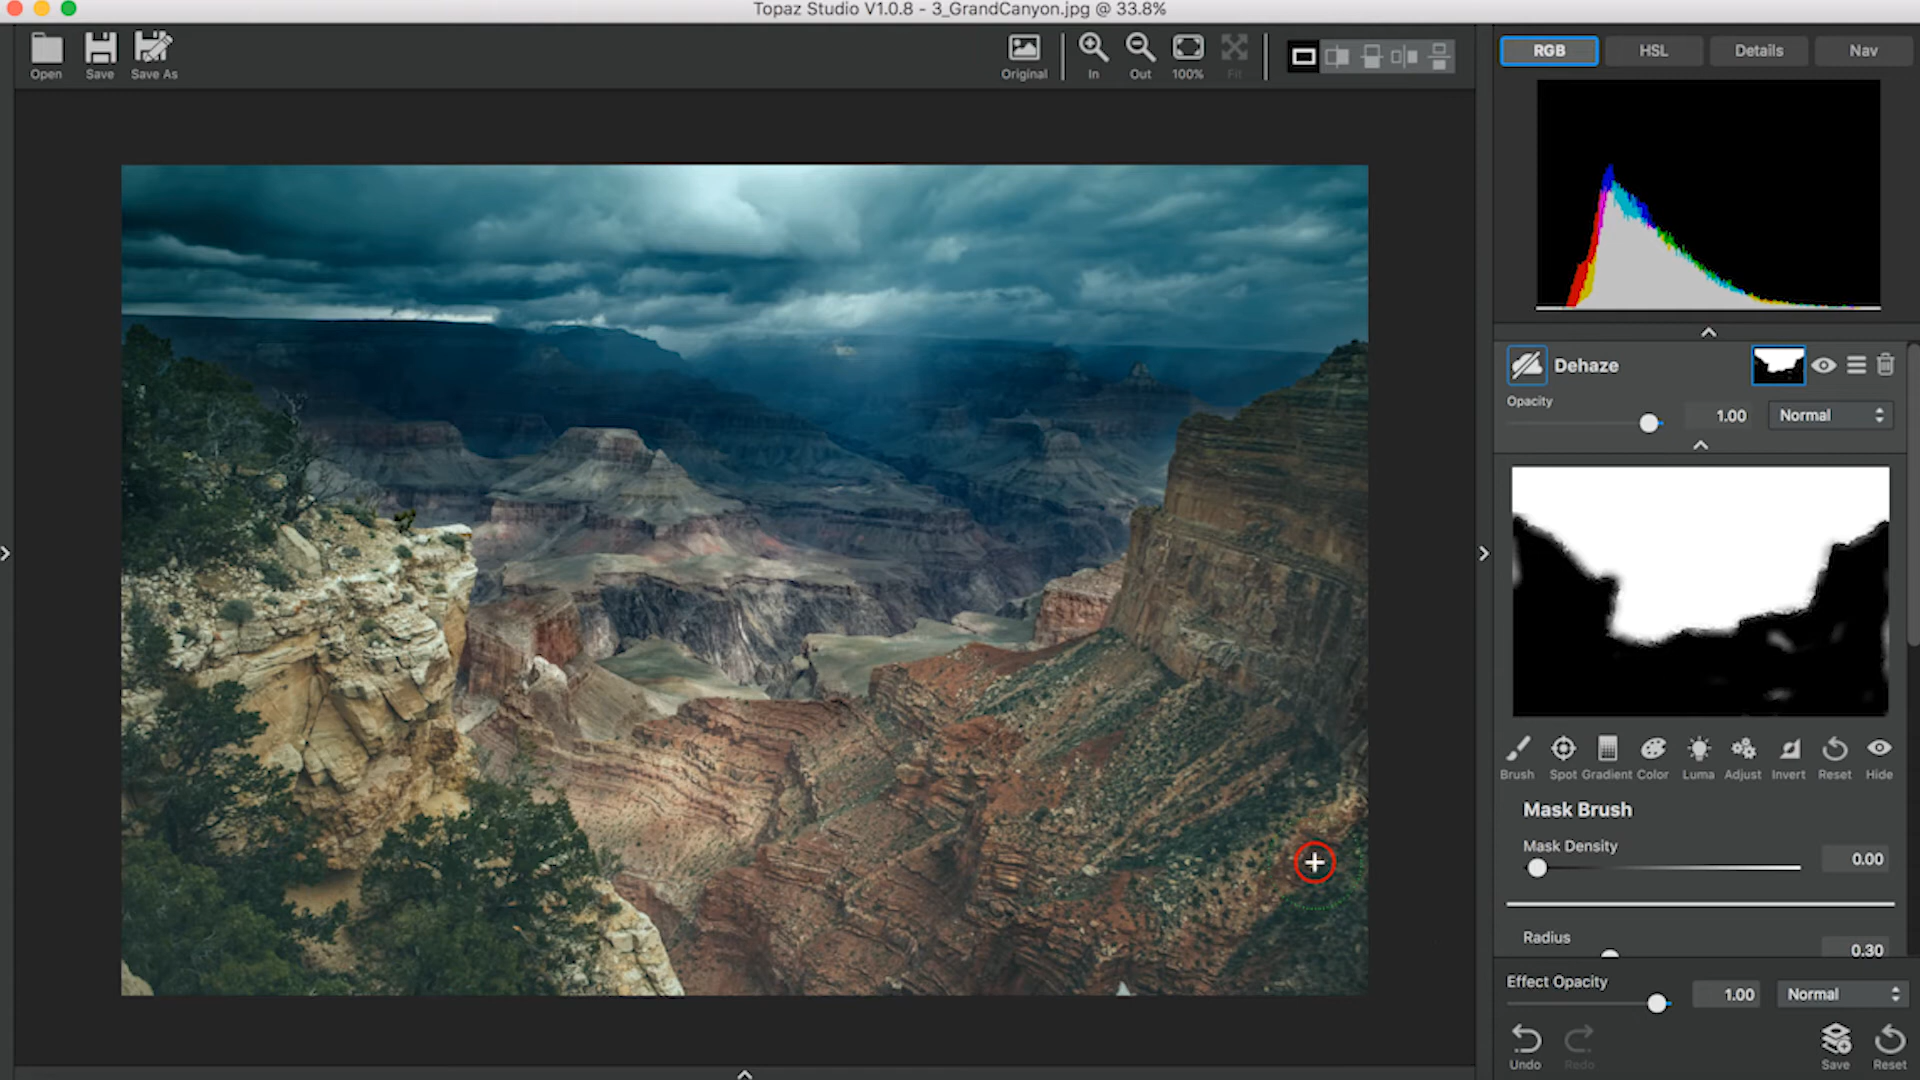 Topaz Studio V1.0.8 - 3_GrandCanyon.jpg @ 33.8%
Open Save Save As
Original In Out 100% Fit
RGB HSL Details Nav
Dehaze
Opacity
1.00 Normal
Brush Spot Gradient Color Luma Adjust Invert Reset Hide
Mask Brush
Mask Density
0.00
Radius
0.30
Effect Opacity
1.00 Normal
Undo Redo Save Reset